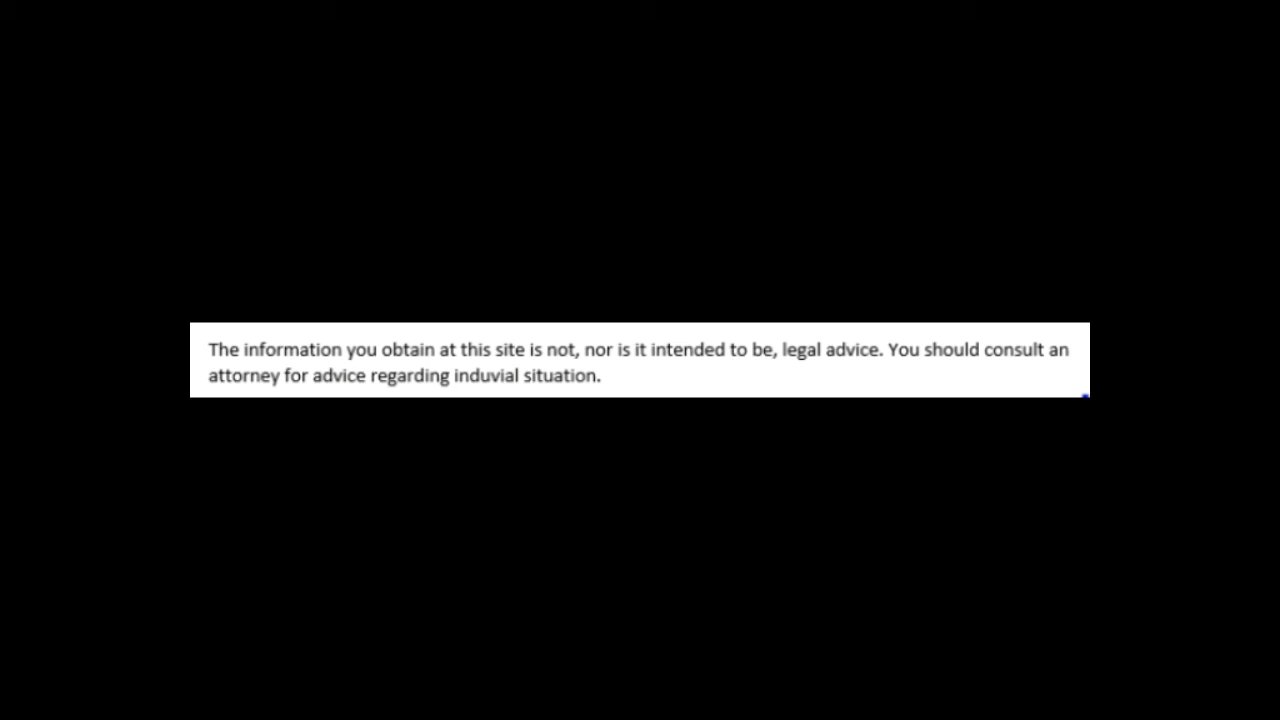 The information you obtain at this site is not, nor is it intended to be, legal advice. You should consult an
attorney for advice regarding induvial situation.